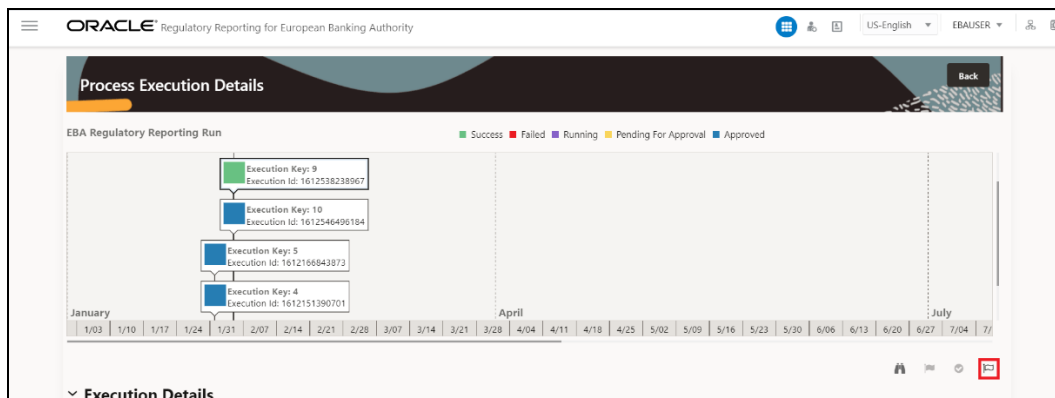 ORACLE® Regulatory Reporting for European Banking Authority
US-English
EBAUSER
Process Execution Details
Back
EBA Regulatory Reporting Run
Success Failed Running Pending For Approval Approved
Execution Key: 9
Execution Id: 1612538238967
Execution Key: 10
Execution Id: 1612546496184
Execution Key: 5
Execution Id: 1612166843873
Execution Key: 4
Execution Id: 1612151390701
January April July
1/03 1/10 1/17 1/24 1/31 2/07 2/14 2/21 2/28 3/07 3/14 3/21 3/28 4/04 4/11 4/18 4/25 5/02 5/09 5/16 5/23 5/30 6/06 6/13 6/20 6/27 7/04 7/
Execution Details